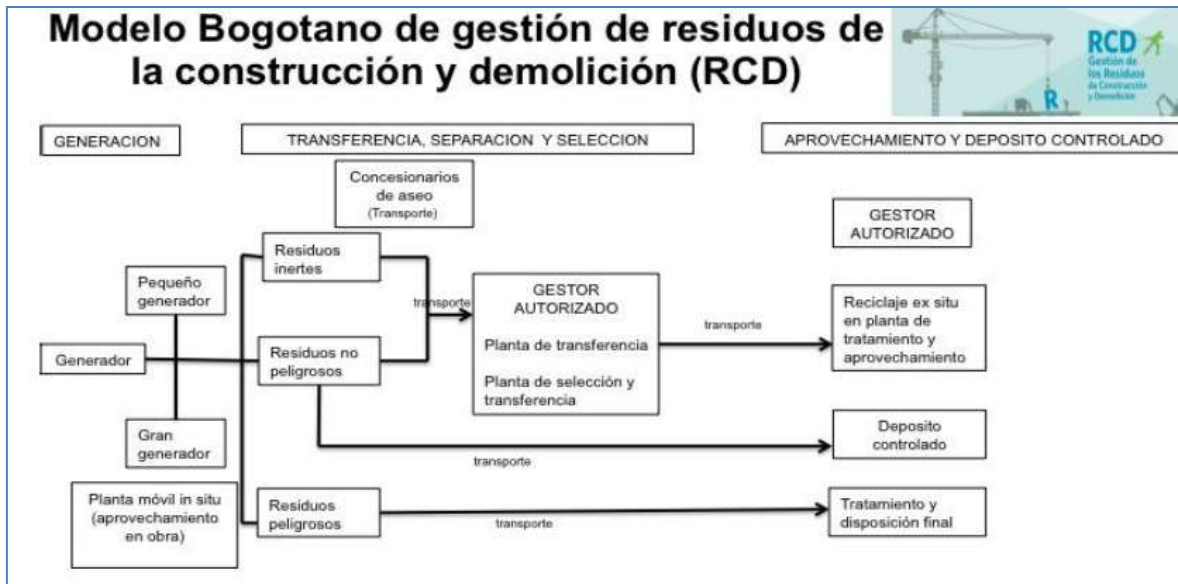 Modelo Bogotano de gestión de residuos de
la construcción y demolición (RCD)
RCD
Gestión de
los Residuos
de Construcción
y Demolición
R
GENERACION
TRANSFERENCIA, SEPARACION Y SELECCION
APROVECHAMIENTO Y DEPOSITO CONTROLADO
Concesionarios
de aseo
(Transporte)
GESTOR
AUTORIZADO
Residuos
inertes
Pequeño
generador
transporte
GESTOR
AUTORIZADO
Planta de transferencia
Planta de selección y
transferencia
transporte
Reciclaje ex situ
en planta de
tratamiento y
aprovechamiento
Generador
Residuos no
peligrosos
Gran
generador
transporte
Deposito
controlado
Planta móvil in situ
(aprovechamiento
en obra)
Residuos
peligrosos
transporte
Tratamiento y
disposición final